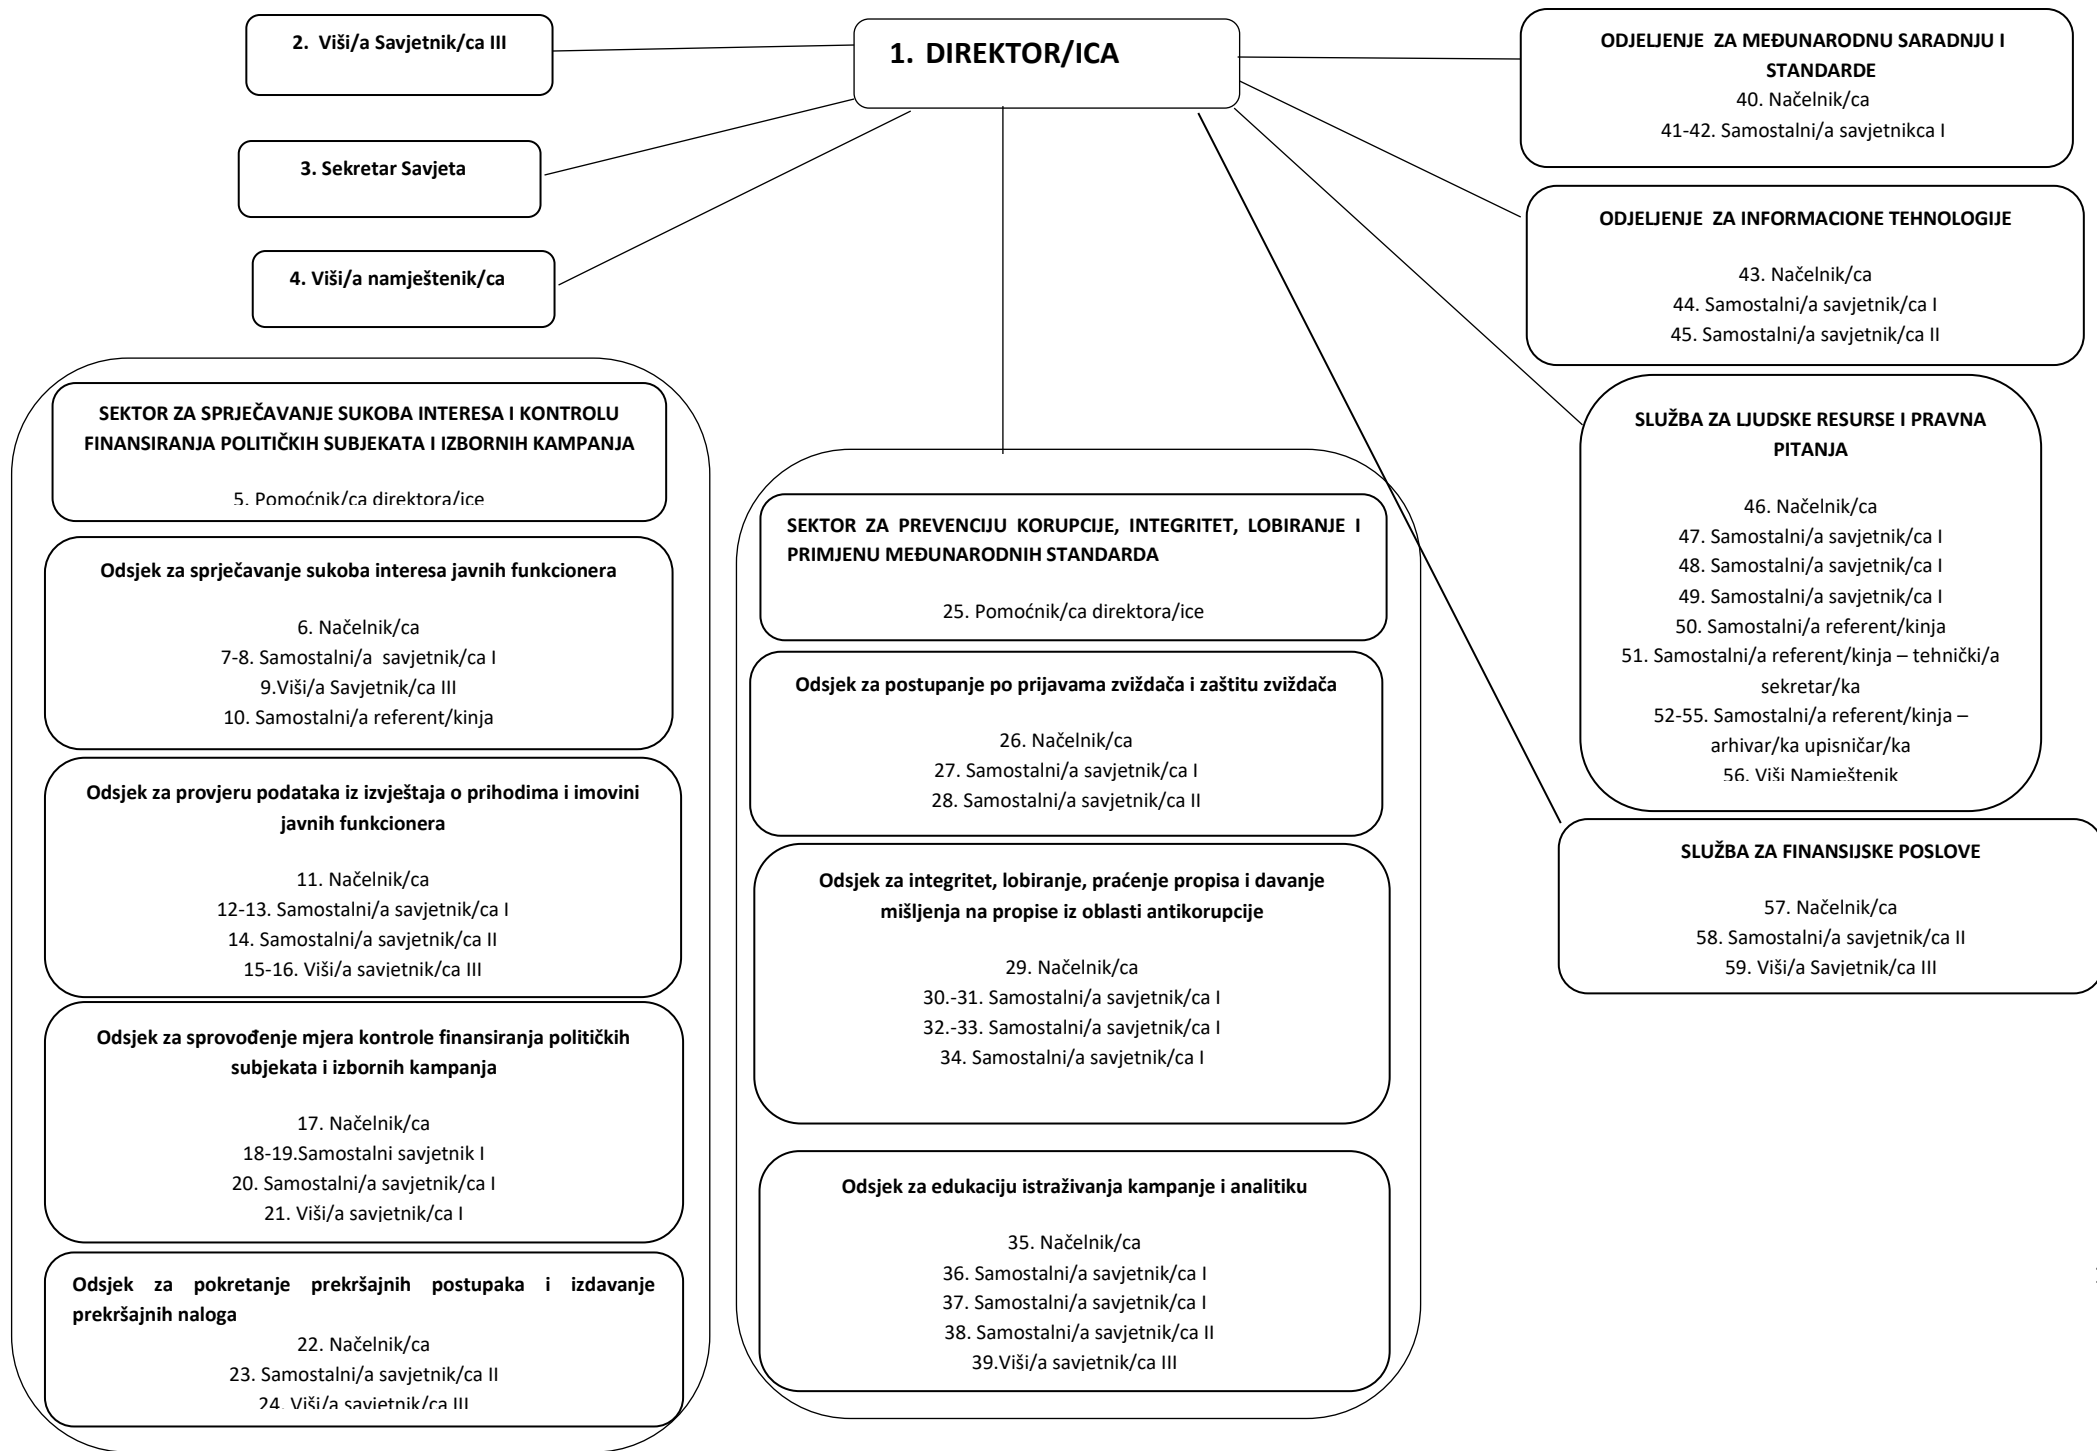 1. DIREKTOR/ICA
2. Viši/a Savjetnik/ca III
3. Sekretar Savjeta
4. Viši/a namještenik/ca
SEKTOR ZA SPRJEČAVANJE SUKOBA INTERESA I KONTROLU
FINANSIRANJA POLITIČKIH SUBJEKATA I IZBORNIH KAMPANJA
5. Pomoćnik/ca direktora/ice
Odsjek za sprječavanje sukoba interesa javnih funkcionera
6. Načelnik/ca
7-8. Samostalni/a savjetnik/ca I
9.Viši/a Savjetnik/ca III
10. Samostalni/a referent/kinja
Odsjek za provjeru podataka iz izvještaja o prihodima i imovini
javnih funkcionera
11. Načelnik/ca
12-13. Samostalni/a savjetnik/ca I
14. Samostalni/a savjetnik/ca II
15-16. Viši/a savjetnik/ca III
Odsjek za sprovođenje mjera kontrole finansiranja političkih
subjekata i izbornih kampanja
17. Načelnik/ca
18-19.Samostalni savjetnik I
20. Samostalni/a savjetnik/ca I
21. Viši/a savjetnik/ca I
Odsjek za pokretanje prekršajnih postupaka i izdavanje
prekršajnih naloga
22. Načelnik/ca
23. Samostalni/a savjetnik/ca II
24. Viši/a savjetnik/ca III
SEKTOR ZA PREVENCIJU KORUPCIJE, INTEGRITET, LOBIRANJE I
PRIMJENU MEĐUNARODNIH STANDARDA
25. Pomoćnik/ca direktora/ice
Odsjek za postupanje po prijavama zviždača i zaštitu zviždača
26. Načelnik/ca
27. Samostalni/a savjetnik/ca I
28. Samostalni/a savjetnik/ca II
Odsjek za integritet, lobiranje, praćenje propisa i davanje
mišljenja na propise iz oblasti antikorupcije
29. Načelnik/ca
30.-31. Samostalni/a savjetnik/ca I
32.-33. Samostalni/a savjetnik/ca I
34. Samostalni/a savjetnik/ca I
Odsjek za edukaciju istraživanja kampanje i analitiku
35. Načelnik/ca
36. Samostalni/a savjetnik/ca I
37. Samostalni/a savjetnik/ca I
38. Samostalni/a savjetnik/ca II
39.Viši/a savjetnik/ca III
ODJELJENJE ZA MEĐUNARODNU SARADNJU I
STANDARDE
40. Načelnik/ca
41-42. Samostalni/a savjetnikca I
ODJELJENJE ZA INFORMACIONE TEHNOLOGIJE
43. Načelnik/ca
44. Samostalni/a savjetnik/ca I
45. Samostalni/a savjetnik/ca II
SLUŽBA ZA LJUDSKE RESURSE I PRAVNA
PITANJA
46. Načelnik/ca
47. Samostalni/a savjetnik/ca I
48. Samostalni/a savjetnik/ca I
49. Samostalni/a savjetnik/ca I
50. Samostalni/a referent/kinja
51. Samostalni/a referent/kinja – tehnički/a
sekretar/ka
52-55. Samostalni/a referent/kinja –
arhivar/ka upisničar/ka
56. Viši Namještenik
SLUŽBA ZA FINANSIJSKE POSLOVE
57. Načelnik/ca
58. Samostalni/a savjetnik/ca II
59. Viši/a Savjetnik/ca III